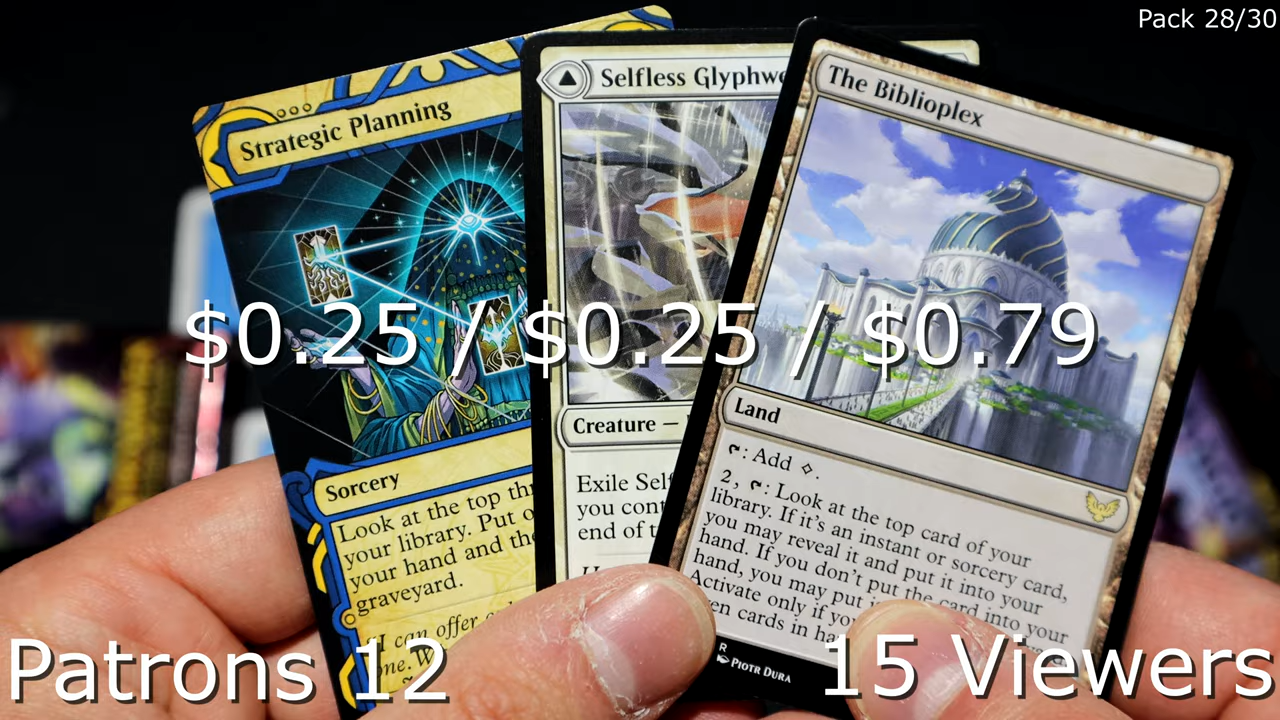 Pack 28/30
Strategic Planning
Selfless Glyphwe
The Biblioplex
$0.25 / $0.25 / $0.79
Sorcery
Look at the top thr
your library. Put o
your hand and the
graveyard.
"I can offer
one. W
Creature —
Exile Self
you cont
end of t
Land
: Add
2, : Look at the top card of your
library. If it's an instant or sorcery card,
you may reveal it and put it into your
hand. If you don't put the card into your
hand, you may put
Activate only if you
en cards in ha
R
Piotr Dura
Patrons 12
15 Viewers